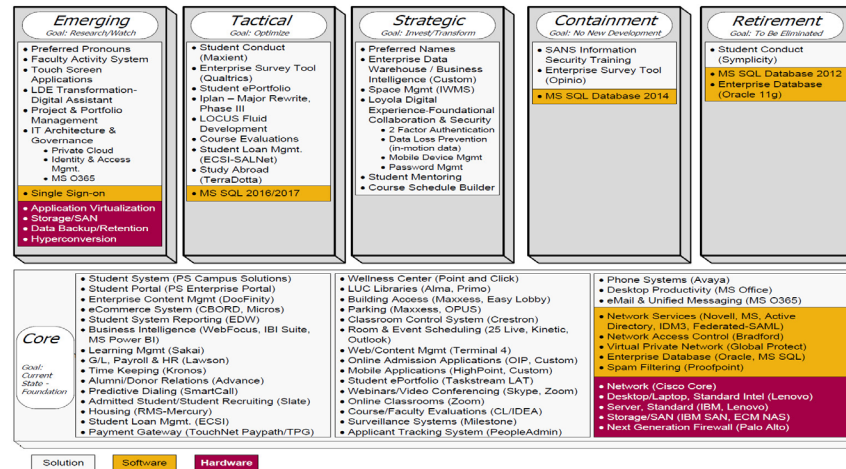 Emerging
Goal: Research/Watch
• Preferred Pronouns
• Faculty Activity System
• Touch Screen
Applications
• LDE Transformation-
Digital Assistant
• Project & Portfolio
Management
• IT Architecture &
Governance
• Private Cloud
• Identity & Access
Mgmt.
• MS O365
• Single Sign-on
• Application Virtualization
• Storage/SAN
• Data Backup/Retention
• Hyperconversion
Tactical
Goal: Optimize
• Student Conduct
(Maxient)
• Enterprise Survey Tool
(Qualtrics)
• Student ePortfolio
• Iplan – Major Rewrite,
Phase III
• LOCUS Fluid
Development
• Course Evaluations
• Student Loan Mgmt.
(ECSI-SALNet)
• Study Abroad
(TerraDotta)
• MS SQL 2016/2017
Strategic
Goal: Invest/Transform
• Preferred Names
• Enterprise Data
Warehouse / Business
Intelligence (Custom)
• Space Mgmt (IWMS)
• Loyola Digital
Experience-Foundational
Collaboration & Security
• 2 Factor Authentication
• Data Loss Prevention
(in-motion data)
• Mobile Device Mgmt
• Password Mgmt
• Student Mentoring
• Course Schedule Builder
Containment
Goal: No New Development
• SANS Information
Security Training
• Enterprise Survey Tool
(Opinio)
• MS SQL Database 2014
Retirement
Goal: To Be Eliminated
• Student Conduct
(Symplicity)
• MS SQL Database 2012
• Enterprise Database
(Oracle 11g)
Core
Goal:
Current
State -
Foundation
• Student System (PS Campus Solutions)
• Student Portal (PS Enterprise Portal)
• Enterprise Content Mgmt (DocFinity)
• eCommerce System (CBORD, Micros)
• Student System Reporting (EDW)
• Business Intelligence (WebFocus, IBI Suite,
MS Power BI)
• Learning Mgmt (Sakai)
• G/L, Payroll & HR (Lawson)
• Time Keeping (Kronos)
• Alumni/Donor Relations (Advance)
• Predictive Dialing (SmartCall)
• Admitted Student/Student Recruiting (Slate)
• Housing (RMS-Mercury)
• Student Loan Mgmt. (ECSI)
• Payment Gateway (TouchNet Paypath/TPG)
• Wellness Center (Point and Click)
• LUC Libraries (Alma, Primo)
• Building Access (Maxxess, Easy Lobby)
• Parking (Maxxess, OPUS)
• Classroom Control System (Crestron)
• Room & Event Scheduling (25 Live, Kinetic,
Outlook)
• Web/Content Mgmt (Terminal 4)
• Online Admission Applications (OIP, Custom)
• Mobile Applications (HighPoint, Custom)
• Student ePortfolio (Taskstream LAT)
• Webinars/Video Conferencing (Skype, Zoom)
• Online Classrooms (Zoom)
• Course/Faculty Evaluations (CL/IDEA)
• Surveillance Systems (Milestone)
• Applicant Tracking System (PeopleAdmin)
• Phone Systems (Avaya)
• Desktop Productivity (MS Office)
• eMail & Unified Messaging (MS O365)
• Network Services (Novell, MS, Active
Directory, IDM3, Federated-SAML)
• Network Access Control (Bradford)
• Virtual Private Network (Global Protect)
• Enterprise Database (Oracle, MS SQL)
• Spam Filtering (Proofpoint)
• Network (Cisco Core)
• Desktop/Laptop, Standard Intel (Lenovo)
• Server, Standard (IBM, Lenovo)
• Storage/SAN (IBM SAN, ECM NAS)
• Next Generation Firewall (Palo Alto)
Solution
Software
Hardware